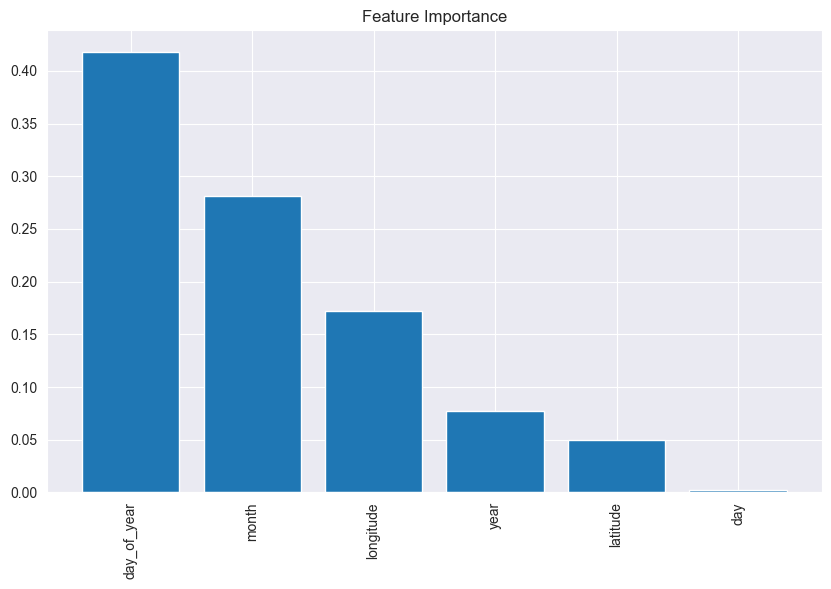 Feature Importance
0.40
0.35
0.30
0.25
0.20
0.15
0.10
0.05
0.00
day_of_year
month
longitude
year
latitude
day